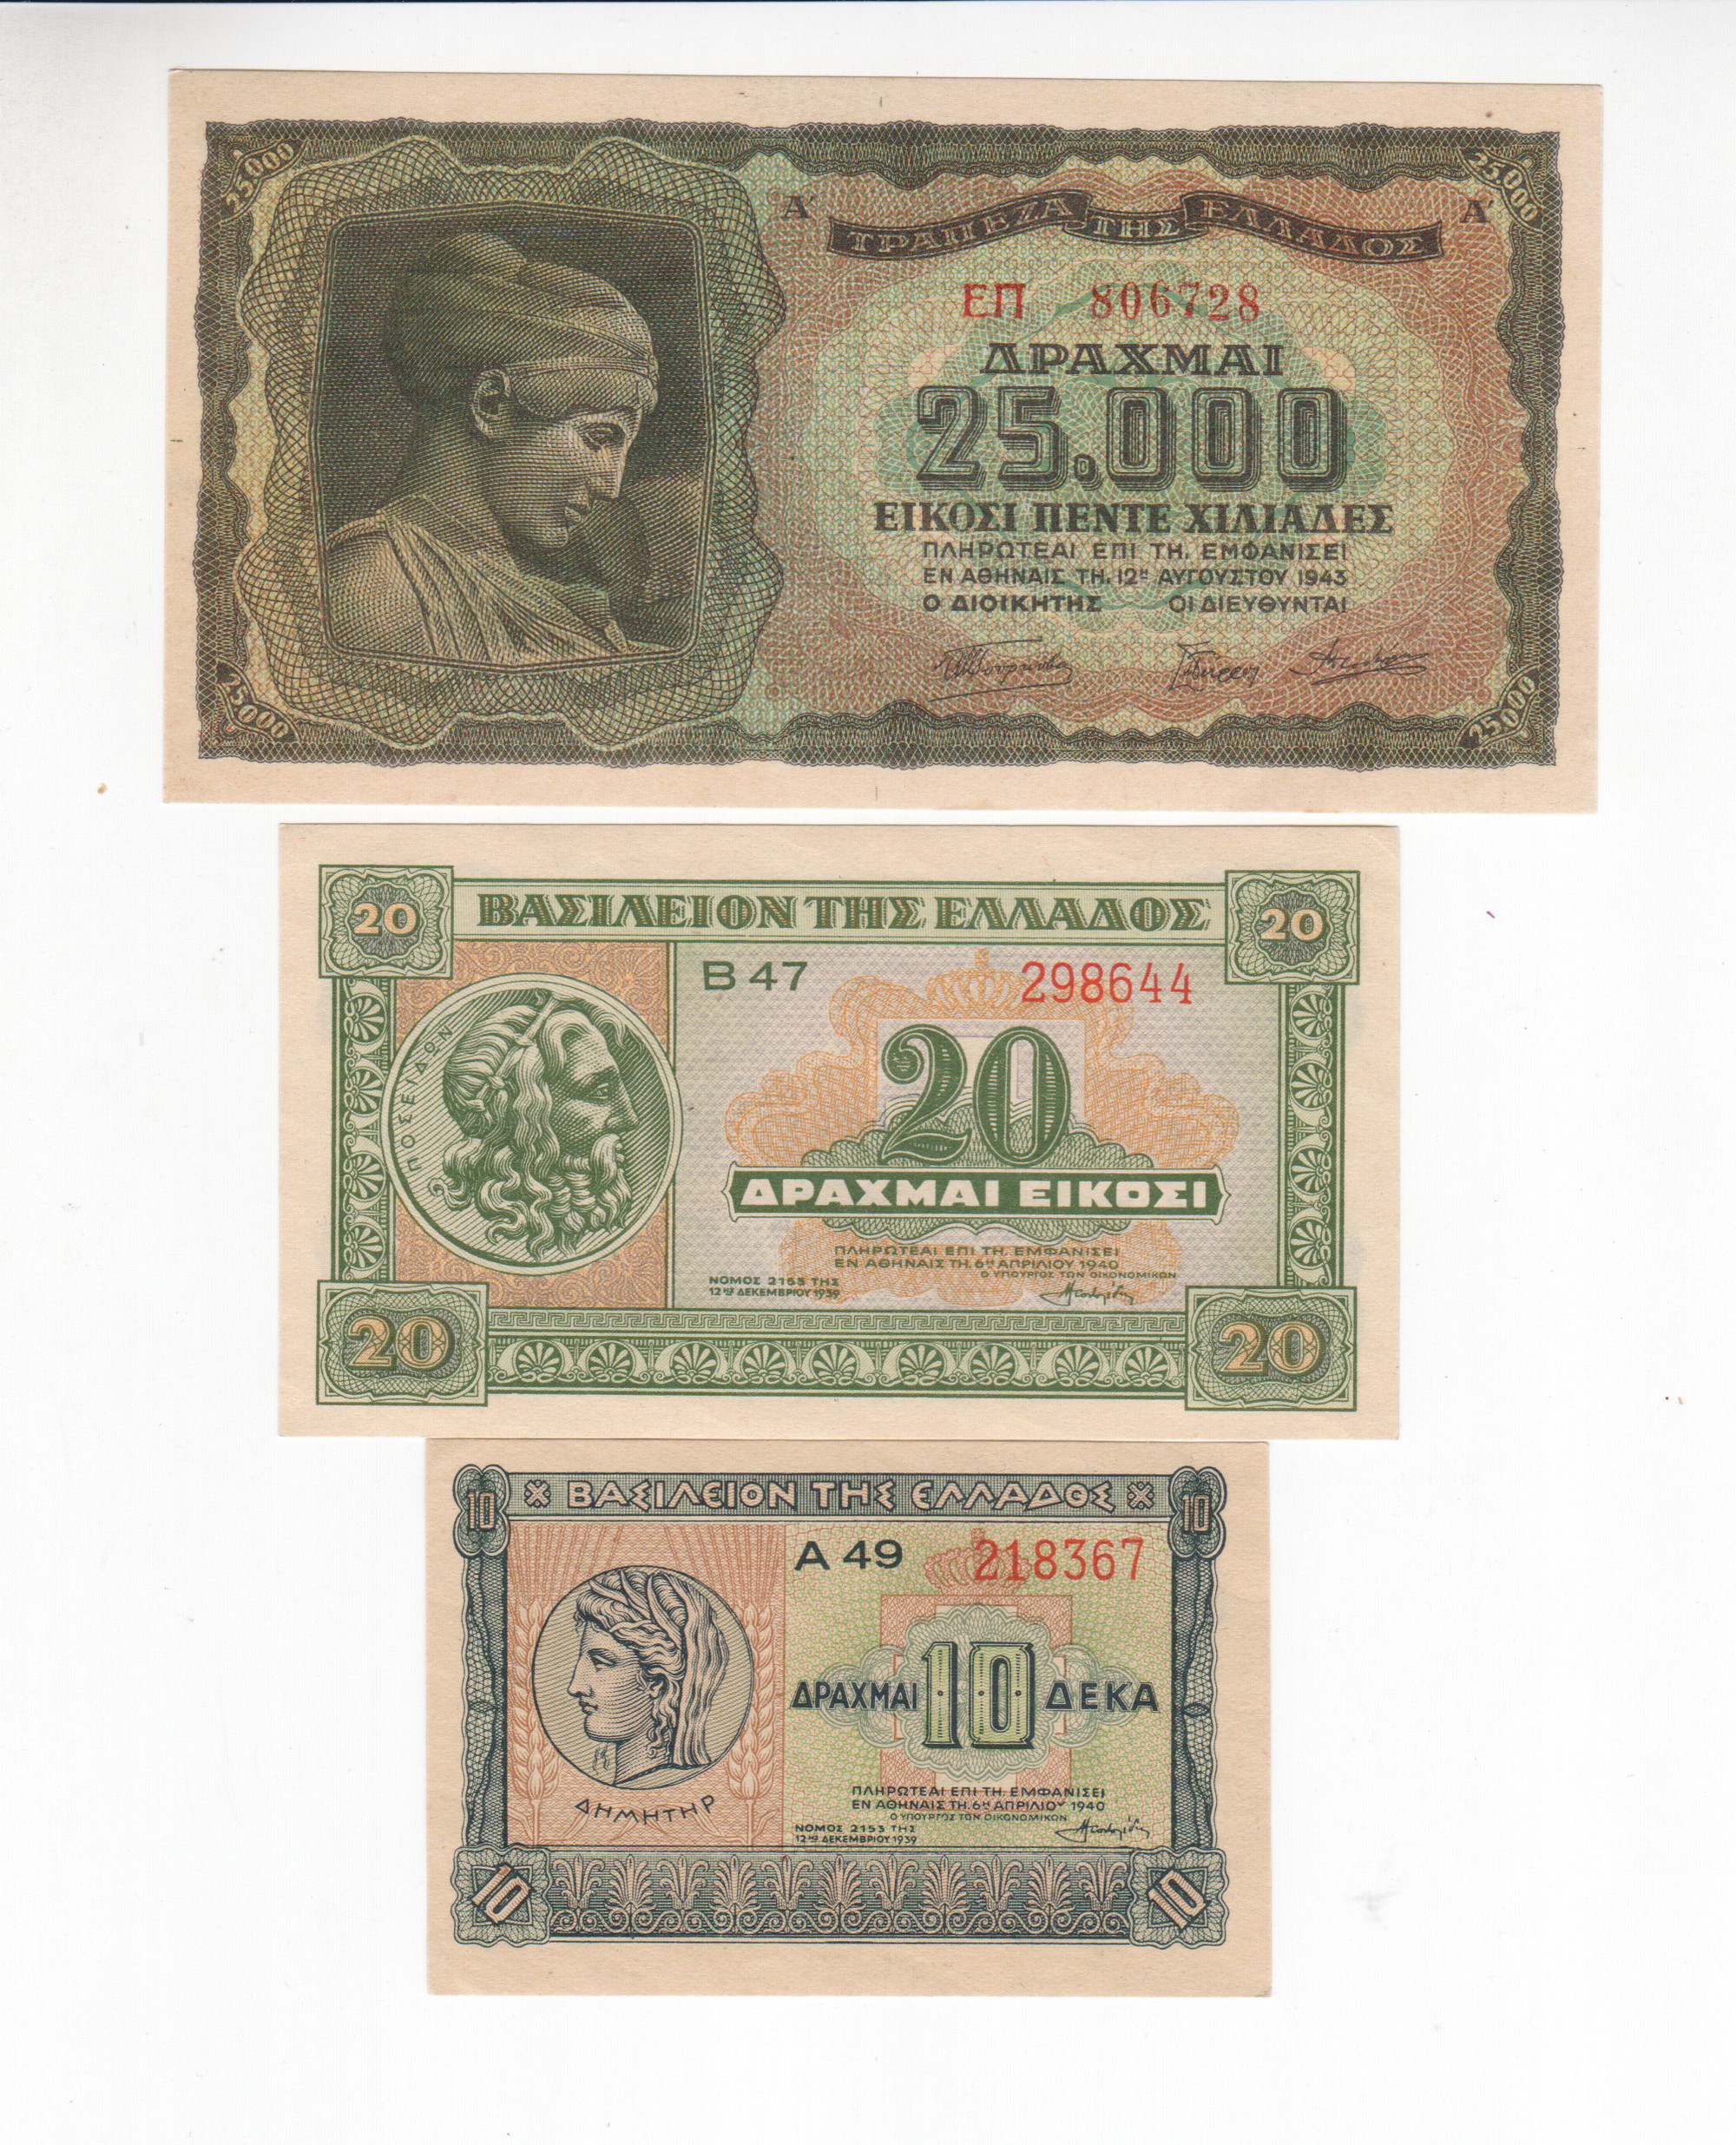 25000
25000
Α
ΤΡΑΠΕΖΑ ΤΗΣ ΕΛΛΑΔΟΣ
Α'
ΕΠ 806728
ΔΡΑΧΜΑΙ
25.000
ΕΙΚΟΣΙ ΠΕΝΤΕ ΧΙΛΙΑΔΕΣ
ΠΛΗΡΩΤΕΑΙ ΕΠΙ ΤΗ. ΕΜΦΑΝΙΣΕΙ
ΕΝ ΑΘΗΝΑΙΣ ΤΗ. 12ῃ ΑΥΓΟΥΣΤΟΥ 1943
Ο ΔΙΟΙΚΗΤΗΣ ΟΙ ΔΙΕΥΘΥΝΤΑΙ
25000
25000
20
ΒΑΣΙΛΕΙΟΝ ΤΗΣ ΕΛΛΑΔΟΣ
20
Β 47 298644
ΠΟΣΕΙΔΩΝ
20
ΔΡΑΧΜΑΙ ΕΙΚΟΣΙ
ΠΛΗΡΩΤΕΑΙ ΕΠΙ ΤΗ. ΕΜΦΑΝΙΣΕΙ
ΕΝ ΑΘΗΝΑΙΣ ΤΗ. 6ῃ ΑΠΡΙΛΙΟΥ 1940
Ο ΥΠΟΥΡΓΟΣ ΤΩΝ ΟΙΚΟΝΟΜΙΚΩΝ
ΝΟΜΟΣ 2153 ΤΗΣ
12ης ΔΕΚΕΜΒΡΙΟΥ 1939
20
20
10
ΒΑΣΙΛΕΙΟΝ ΤΗΣ ΕΛΛΑΔΟΣ
10
Α 49 218367
ΔΡΑΧΜΑΙ 10 ΔΕΚΑ
ΔΗΜΗΤΗΡ
ΠΛΗΡΩΤΕΑΙ ΕΠΙ ΤΗ. ΕΜΦΑΝΙΣΕΙ
ΕΝ ΑΘΗΝΑΙΣ ΤΗ. 6ῃ ΑΠΡΙΛΙΟΥ 1940
Ο ΥΠΟΥΡΓΟΣ ΤΩΝ ΟΙΚΟΝΟΜΙΚΩΝ
ΝΟΜΟΣ 2153 ΤΗΣ
12ης ΔΕΚΕΜΒΡΙΟΥ 1939
10
10